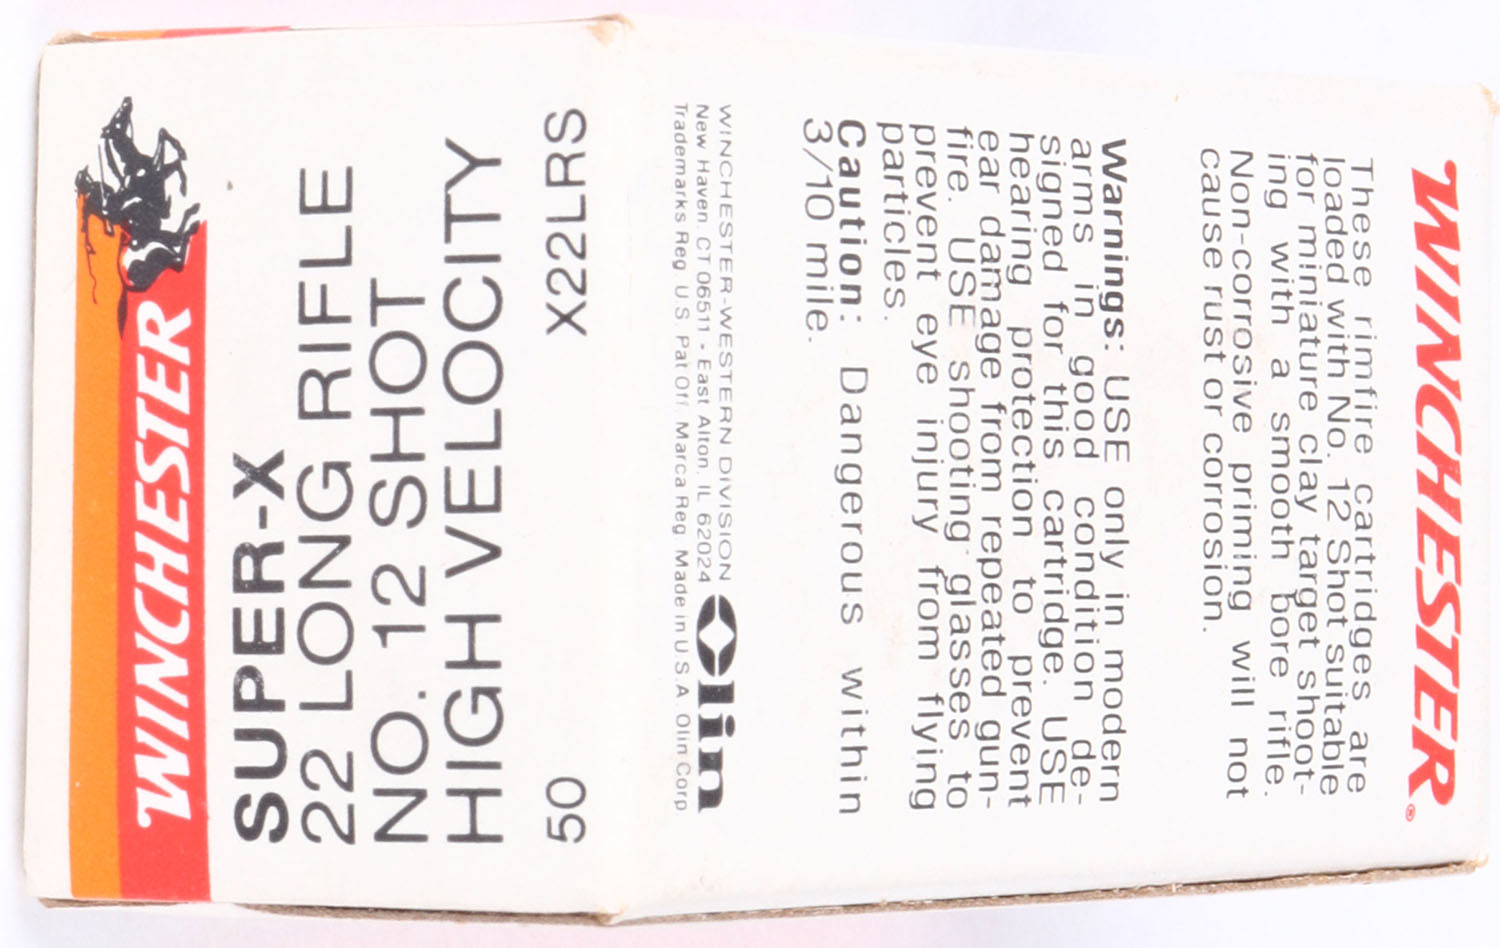 WINCHESTER
SUPER-X
22 LONG RIFLE
NO. 12 SHOT
HIGH VELOCITY
50 X22LRS
WINCHESTER®
These rimfire cartridges are
loaded with No. 12 Shot suitable
for miniature clay target shoot-
ing with a smooth bore rifle.
Non-corrosive priming will not
cause rust or corrosion.
Warnings: USE only in modern
arms in good condition de-
signed for this cartridge. USE
hearing protection to prevent
ear damage from repeated gun-
fire. USE shooting glasses to
prevent eye injury from flying
particles.
Caution: Dangerous within
3/10 mile.
WINCHESTER-WESTERN DIVISION
New Haven, CT 06511 - East Alton, IL 62024
Trademarks Reg. U.S. Pat Off. Marca Reg. Made in U.S.A. Olin Corp
Olin